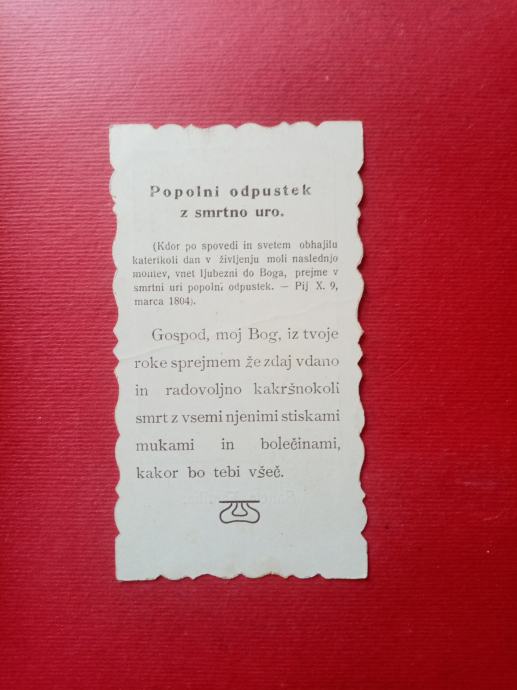 Popolni odpustek
z smrtno uro.
(Kdor po spovedi in svetem obhajilu
katerikoli dan v življenju moli naslednjo
molitev, vnet ljubezni do Boga, prejme v
smrtni uri popolni odpustek. — Pij X. 9,
marca 1804).
Gospod, moj Bog, iz tvoje
roke sprejmem že zdaj vdano
in radovoljno kakršnokoli
smrt z vsemi njenimi stiskami
mukami in bolečinami,
kakor bo tebi všeč.